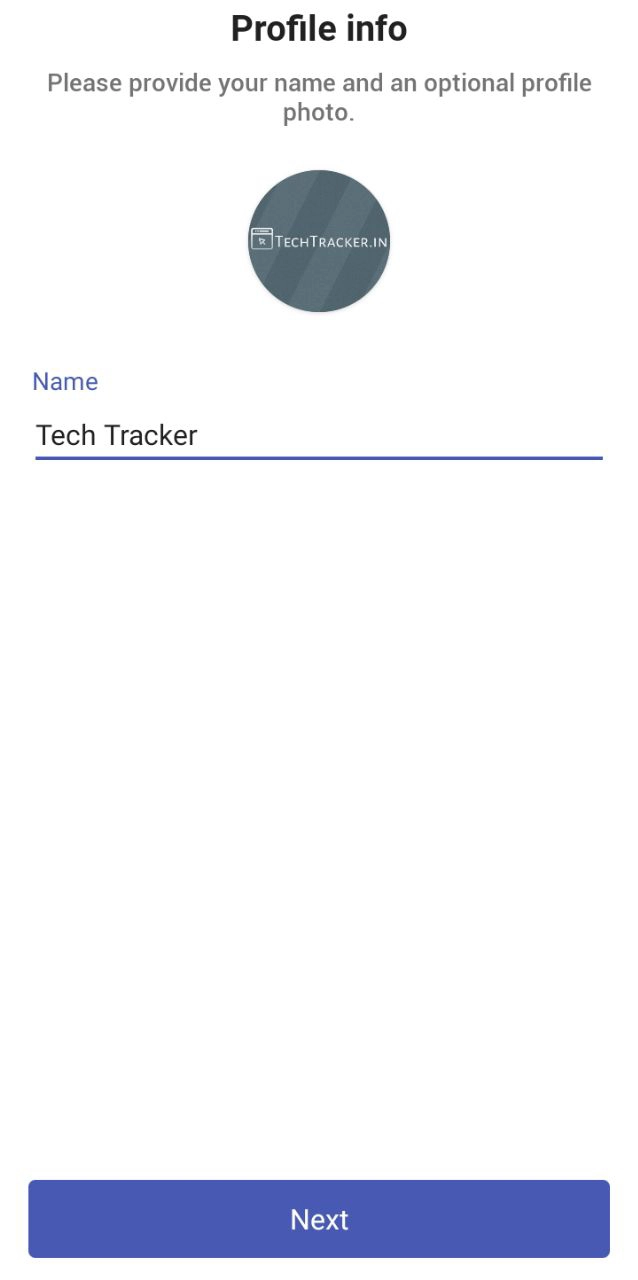 Profile info
Please provide your name and an optional profile
photo.
TechTracker.in
Name
Tech Tracker
Next